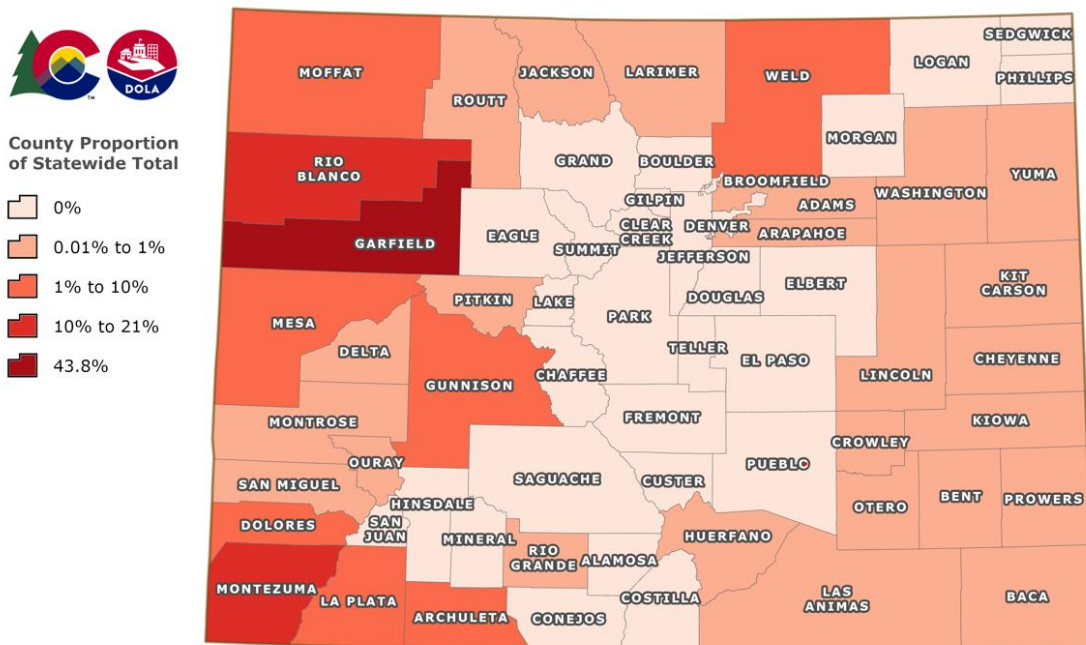 SEDGWICK
LOGAN
PHILLIPS
MOFFAT
JACKSON
LARIMER
WELD
ROUTT
MORGAN
TM
DOLA
County Proportion
of Statewide Total
0%
0.01% to 1%
1% to 10%
10% to 21%
43.8%
RIO
BLANCO
GRAND
BOULDER
YUMA
BROOMFIELD
WASHINGTON
GILPIN
ADAMS
CLEAR
CREEK
DENVER
ARAPAHOE
GARFIELD
EAGLE
SUMMIT
JEFFERSON
KIT
CARSON
ELBERT
PITKIN
LAKE
DOUGLAS
MESA
PARK
DELTA
TELLER
EL PASO
CHEYENNE
CHAFFEE
LINCOLN
GUNNISON
FREMONT
MONTROSE
KIOWA
CROWLEY
OURAY
PUEBLO
SAGUACHE
CUSTER
SAN MIGUEL
BENT
PROWERS
OTERO
HINSDALE
DOLORES
SAN
JUAN
MINERAL
HUERFANO
RIO
GRANDE
ALAMOSA
MONTEZUMA
LA PLATA
ARCHULETA
CONEJOS
COSTILLA
LAS
ANIMAS
BACA